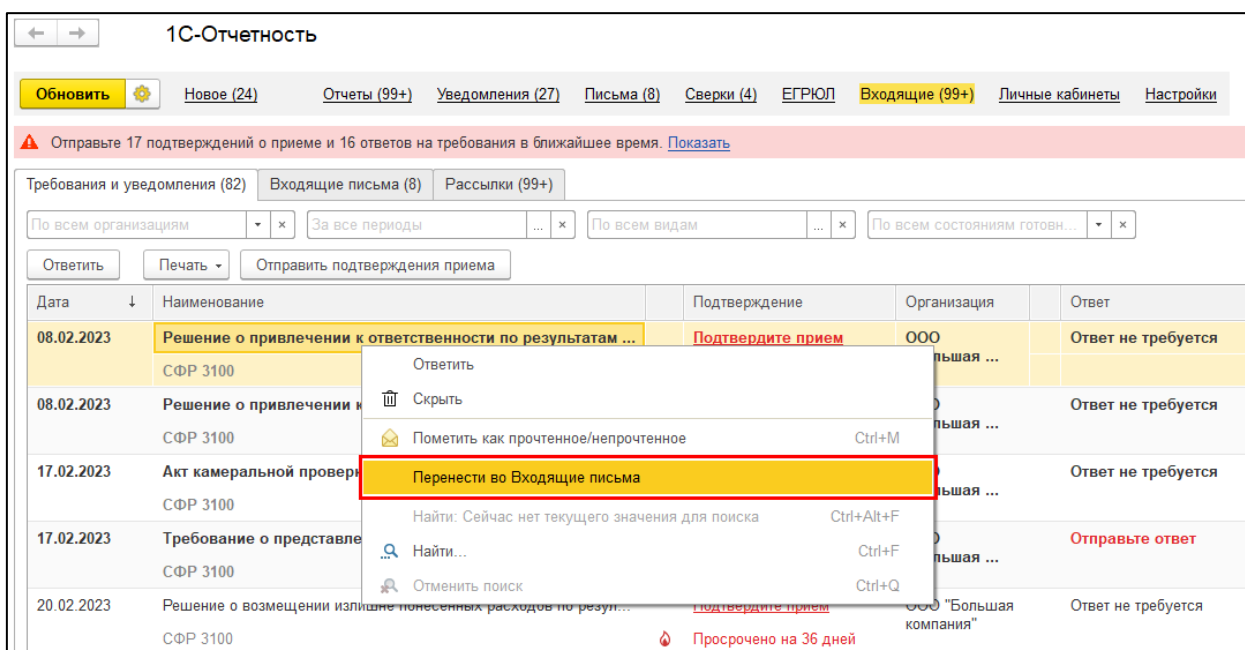 1С-Отчетность
Обновить Новое (24) Отчеты (99+) Уведомления (27) Письма (8) Сверки (4) ЕГРЮЛ Входящие (99+) Личные кабинеты Настройки
Отправьте 17 подтверждений о приеме и 16 ответов на требования в ближайшее время. Показать
Требования и уведомления (82) Входящие письма (8) Рассылки (99+)
По всем организациям За все периоды ... По всем видам ... По всем состояниям готовн...
Ответить Печать Отправить подтверждения приема
Дата Наименование Подтверждение Организация Ответ
08.02.2023 Решение о привлечении к ответственности по результатам ... Подтвердите прием ООО Ответ не требуется
СФР 3100 ...
Ответить
Скрыть
08.02.2023 Решение о привлечении к Ответ не требуется
СФР 3100 ...
Пометить как прочтенное/непрочтенное Ctrl+M
17.02.2023 Акт камеральной Ответ не требуется
Перенести во Входящие письма
СФР 3100 ...
Найти: Сейчас нет текущего значения для поиска Ctrl+Alt+F
17.02.2023 Требование о Отправьте ответ
Найти... Ctrl+F
СФР 3100 ...
Отменить поиск Ctrl+Q
20.02.2023 Решение о возмещении излишне понесенных расходов по резул... Подтвердите прием ООО "Большая Ответ не требуется
компания"
СФР 3100 Просрочено на 36 дней